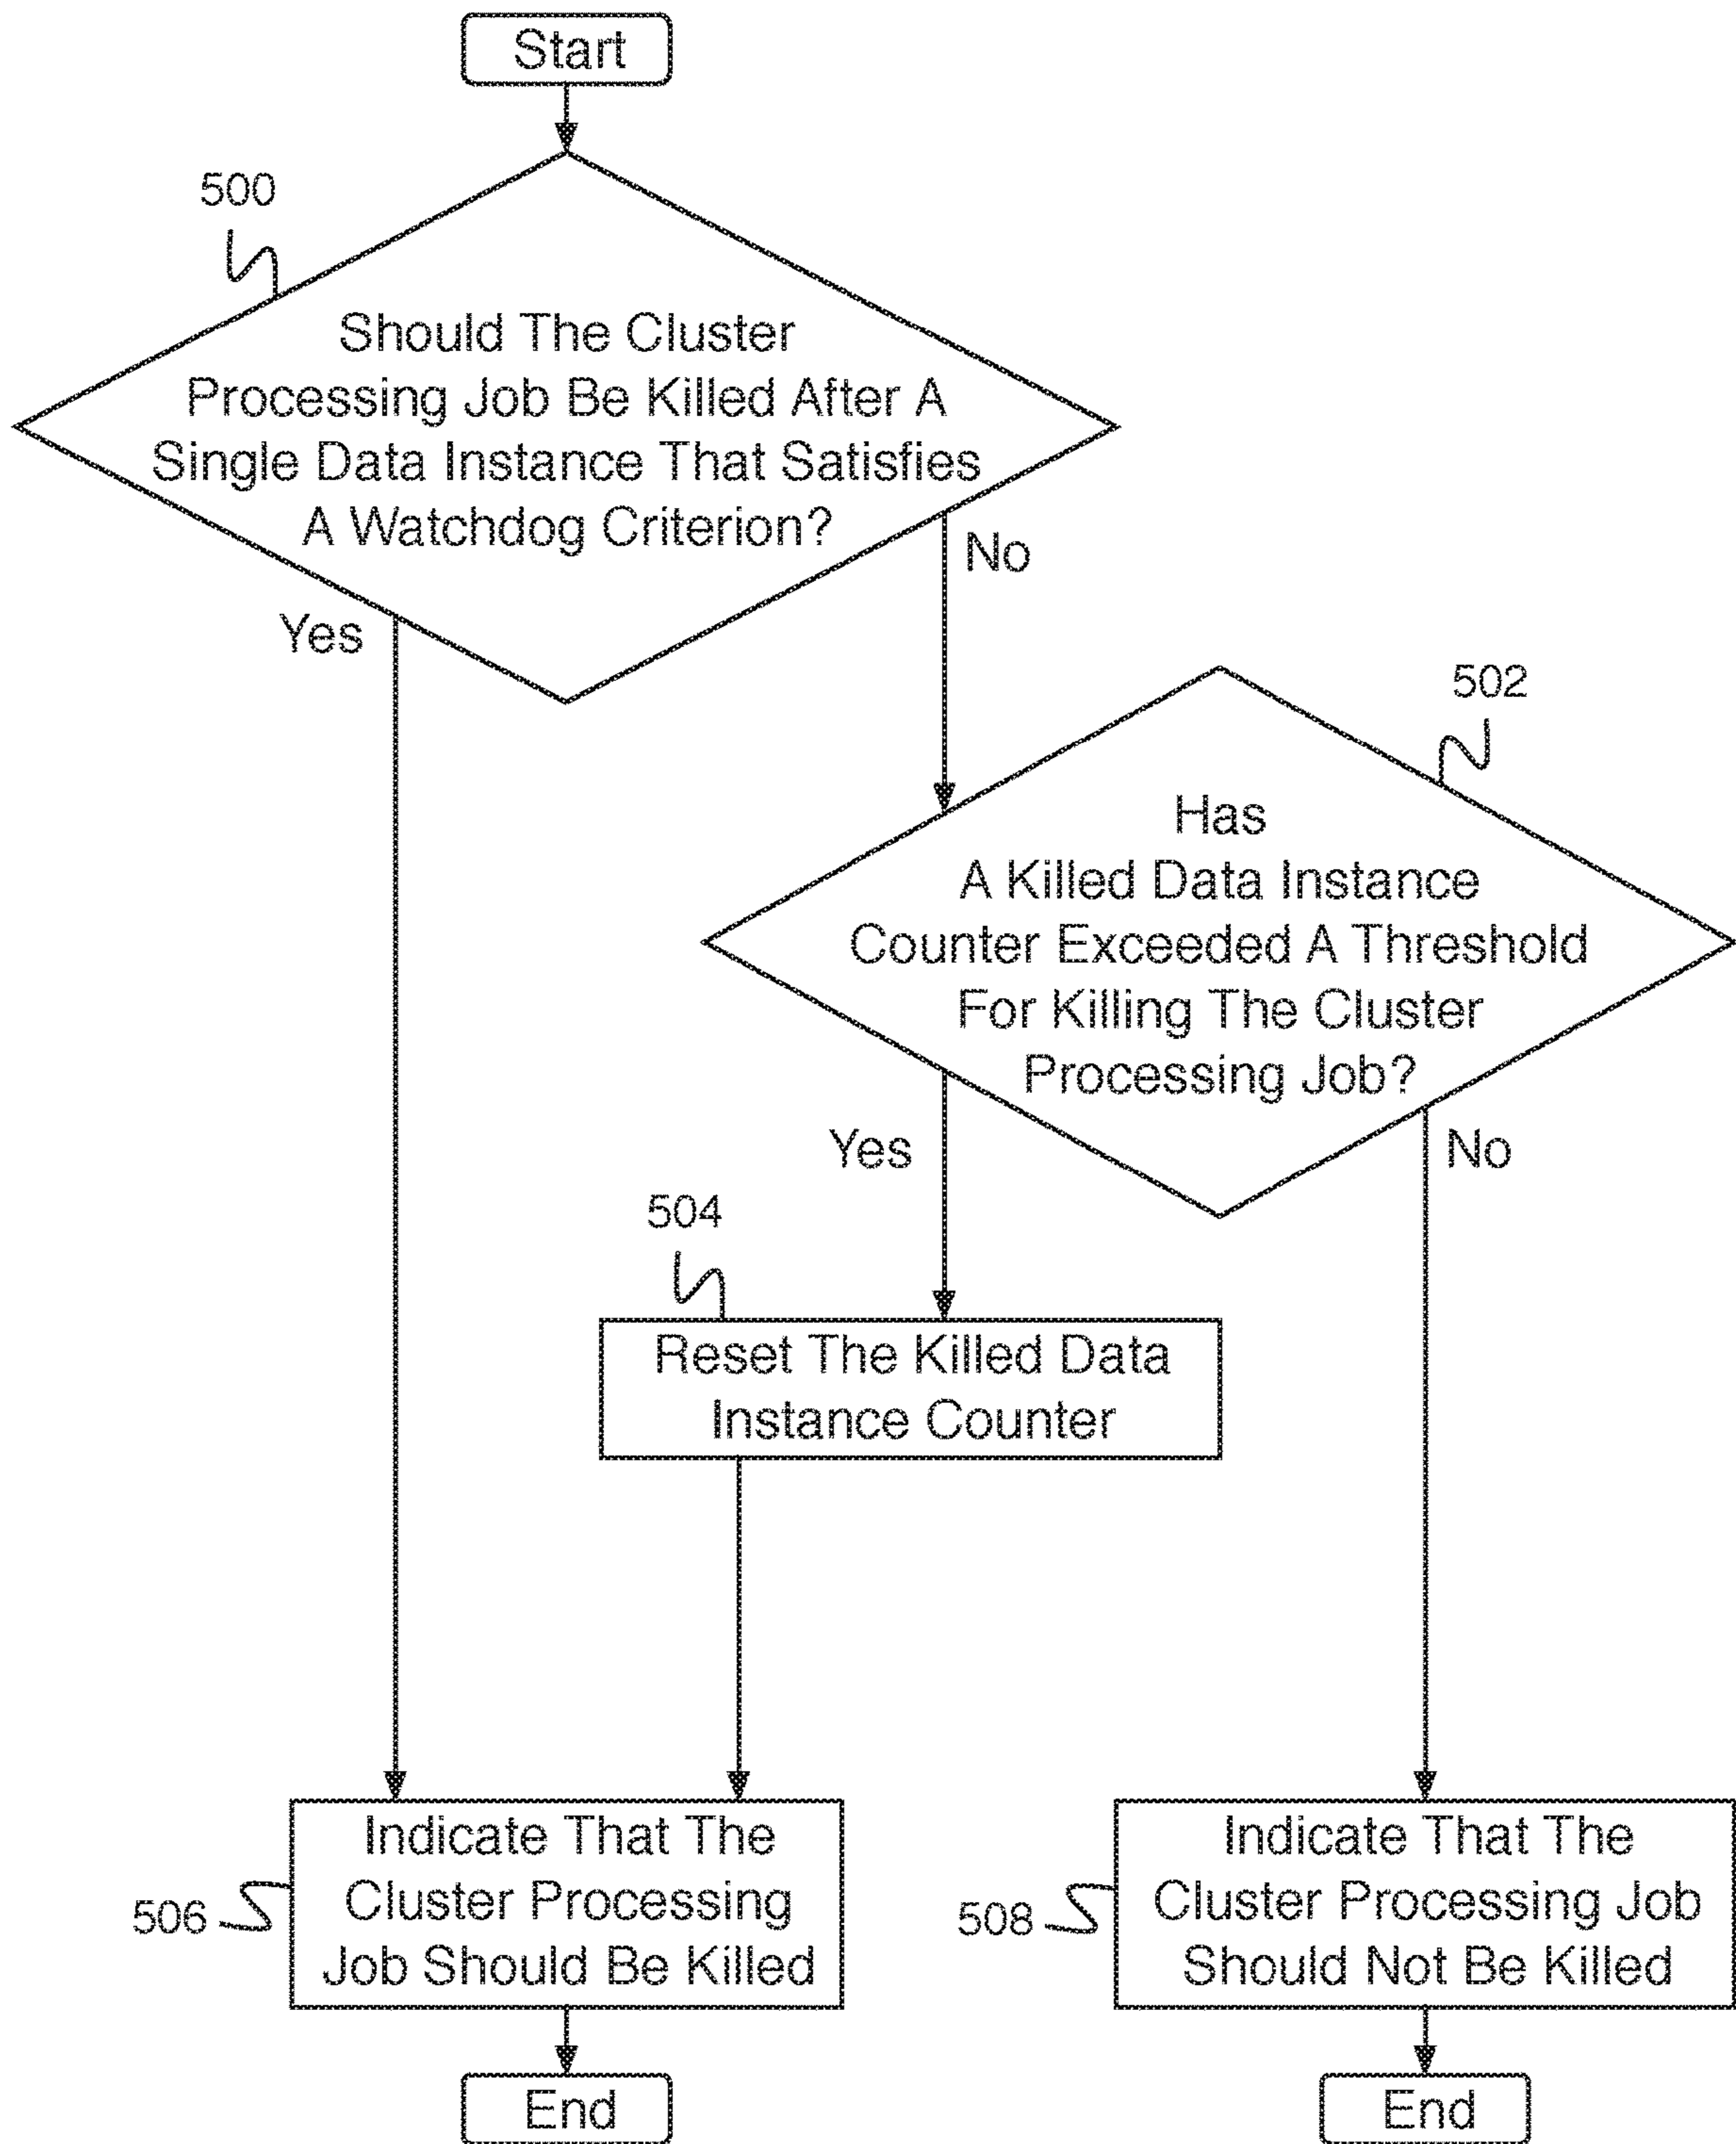 Start
500
Should The Cluster
Processing Job Be Killed After A
Single Data Instance That Satisfies
A Watchdog Criterion?
No
Yes
502
Has
A Killed Data Instance
Counter Exceeded A Threshold
For Killing The Cluster
Processing Job?
Yes
No
504
Reset The Killed Data
Instance Counter
Indicate That The
Cluster Processing
Job Should Be Killed
506
Indicate That The
Cluster Processing Job
Should Not Be Killed
508
End
End